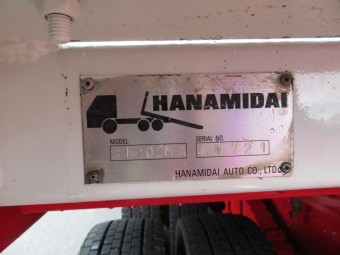 HANAMIDAI
MODEL SERIAL NO.
HANAMIDAI AUTO CO., LTD.